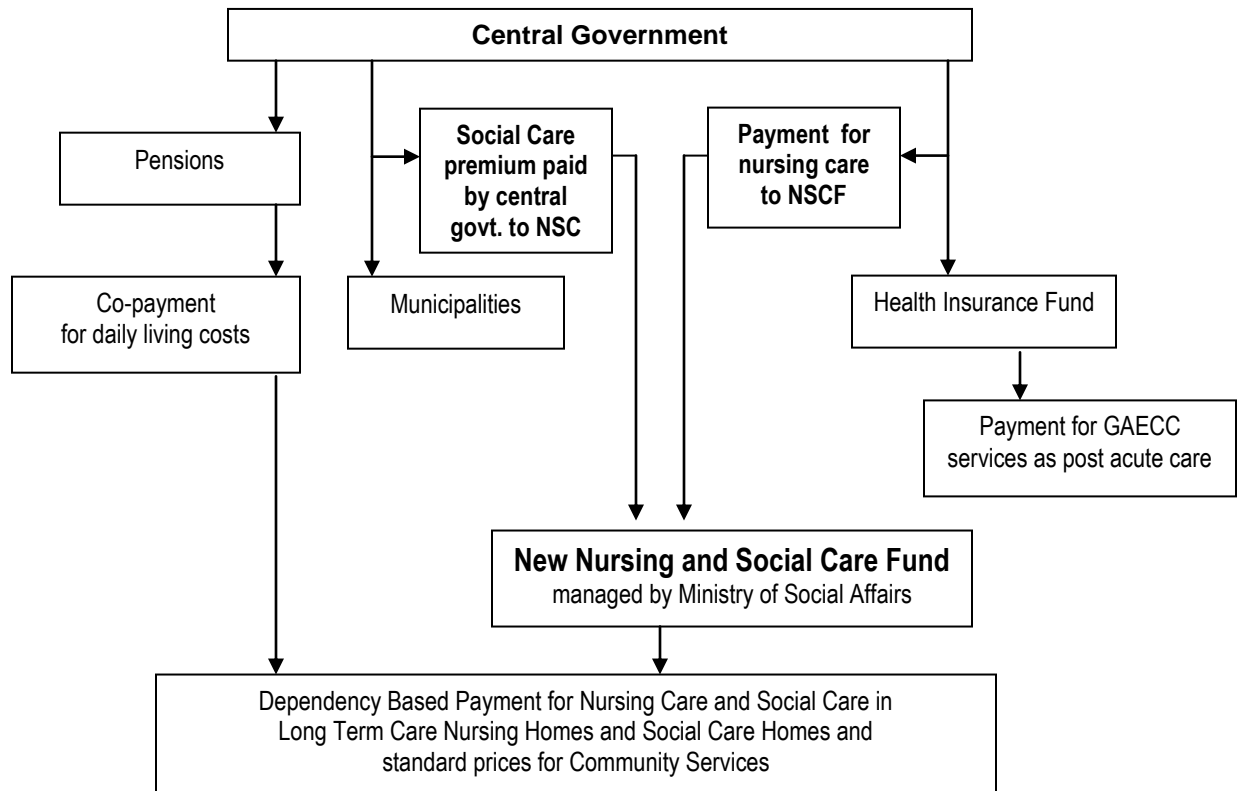 Central Government
Pensions
Social Care
premium paid
by central
govt. to NSC
Payment for
nursing care
to NSCF
Co-payment
for daily living costs
Municipalities
Health Insurance Fund
Payment for GAECC
services as post acute care
New Nursing and Social Care Fund
managed by Ministry of Social Affairs
Dependency Based Payment for Nursing Care and Social Care in
Long Term Care Nursing Homes and Social Care Homes and
standard prices for Community Services